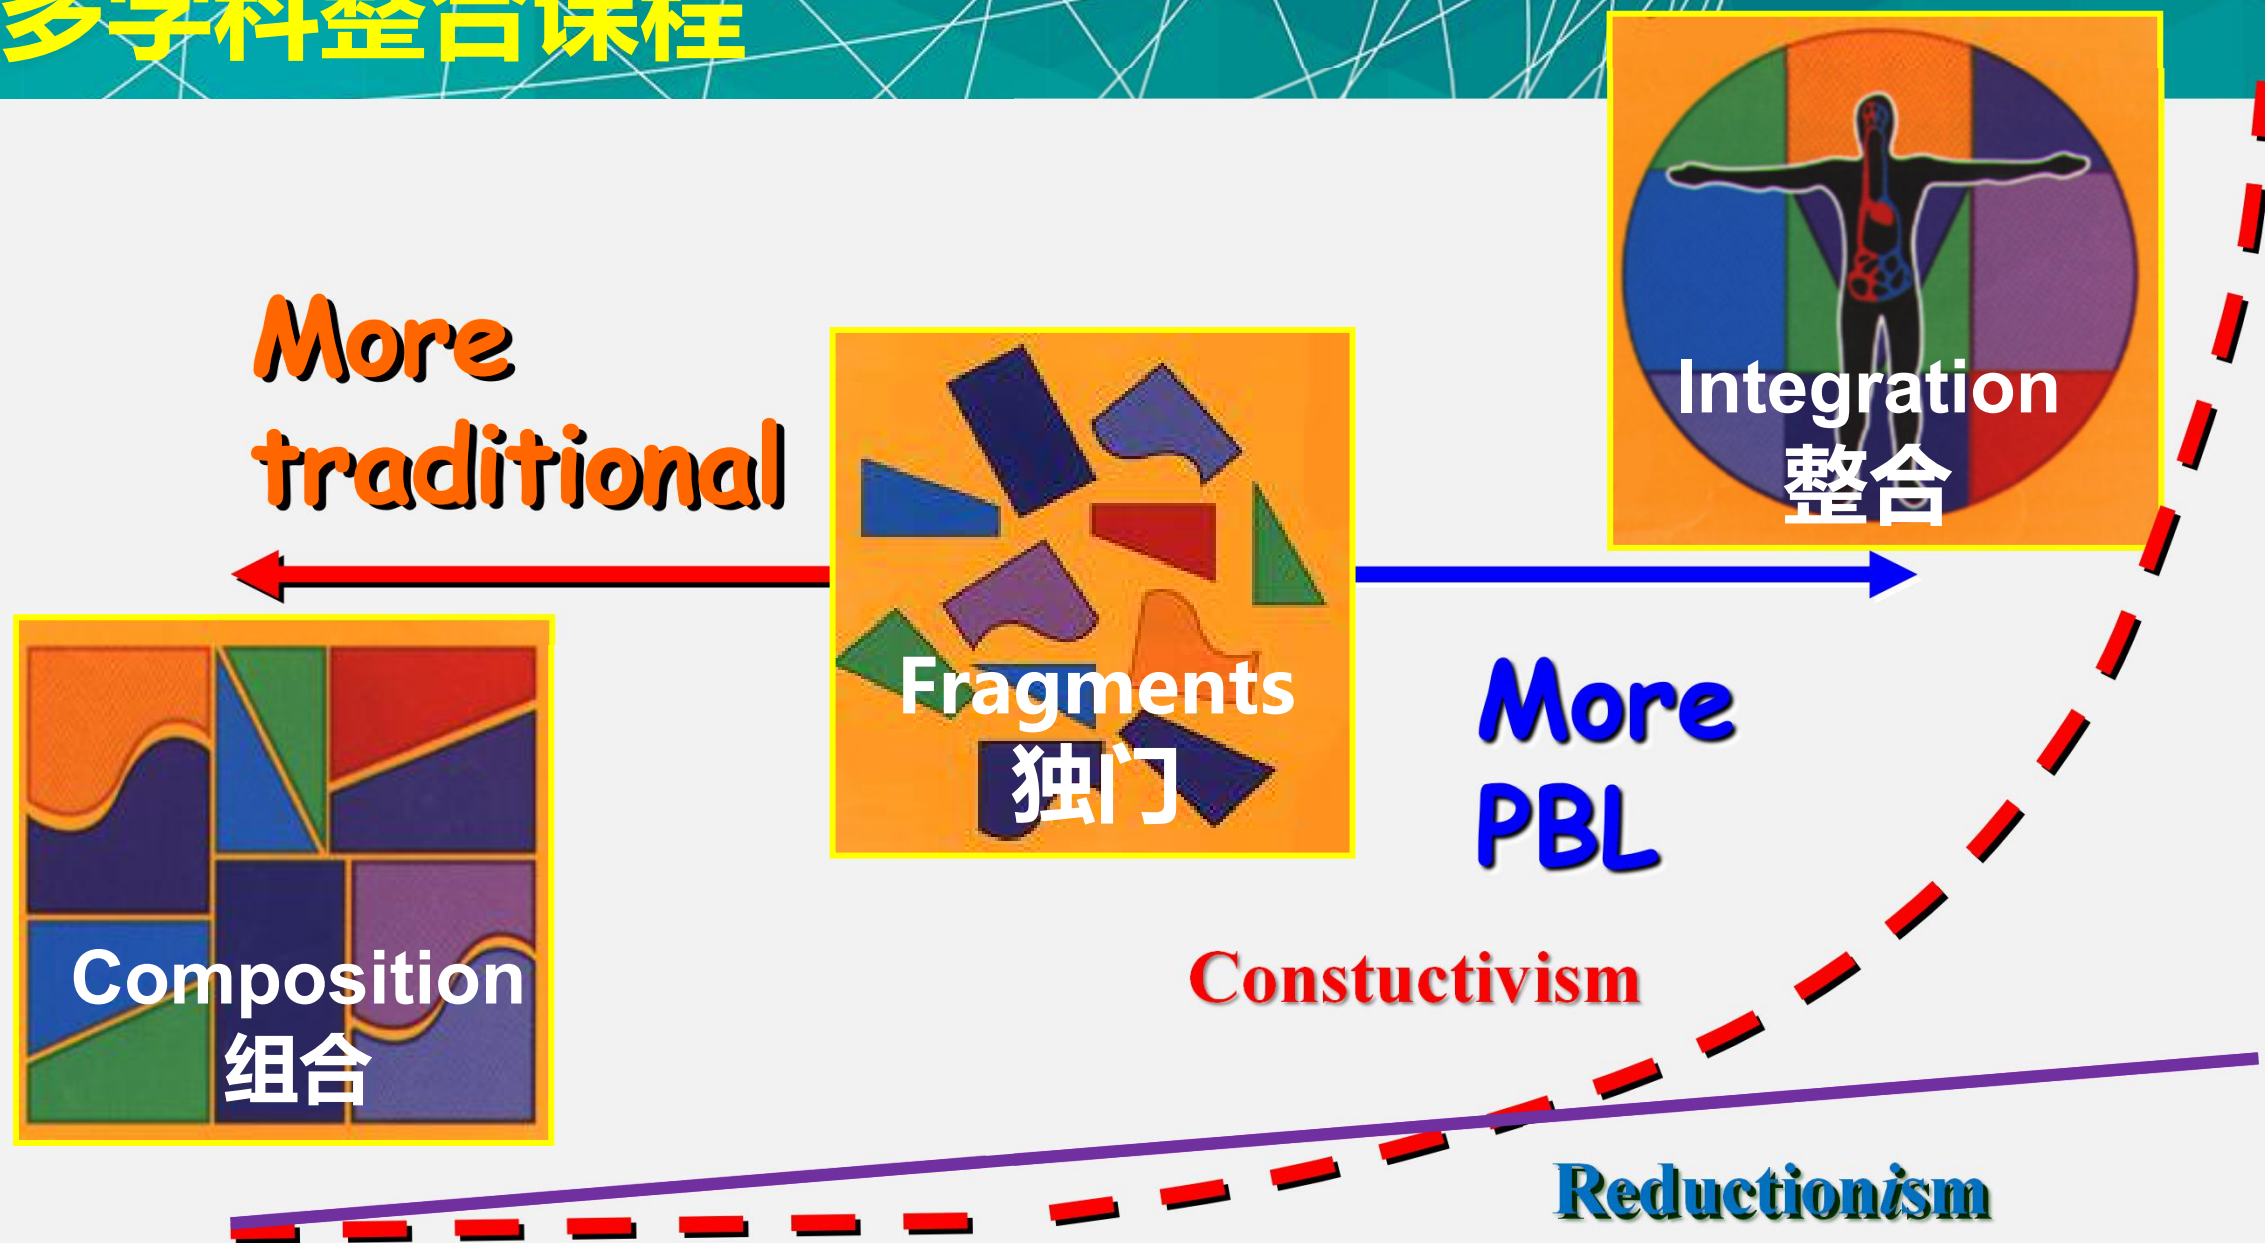 多学科整合课程
More
traditional
Integration
整合
Fragments
独门
More
PBL
Composition
组合
Constuctivism
Reductionism